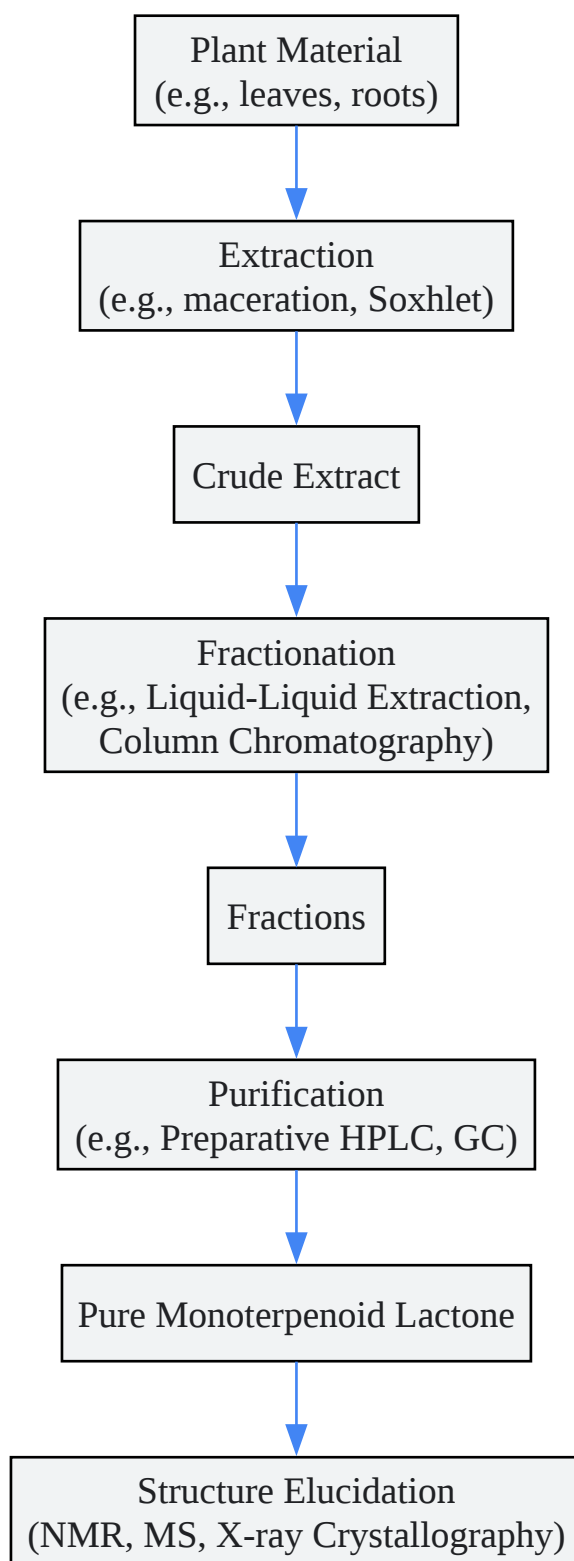 Plant Material
(e.g., leaves, roots)
Extraction
(e.g., maceration, Soxhlet)
Crude Extract
Fractionation
(e.g., Liquid-Liquid Extraction,
Column Chromatography)
Fractions
Purification
(e.g., Preparative HPLC, GC)
Pure Monoterpenoid Lactone
Structure Elucidation
(NMR, MS, X-ray Crystallography)